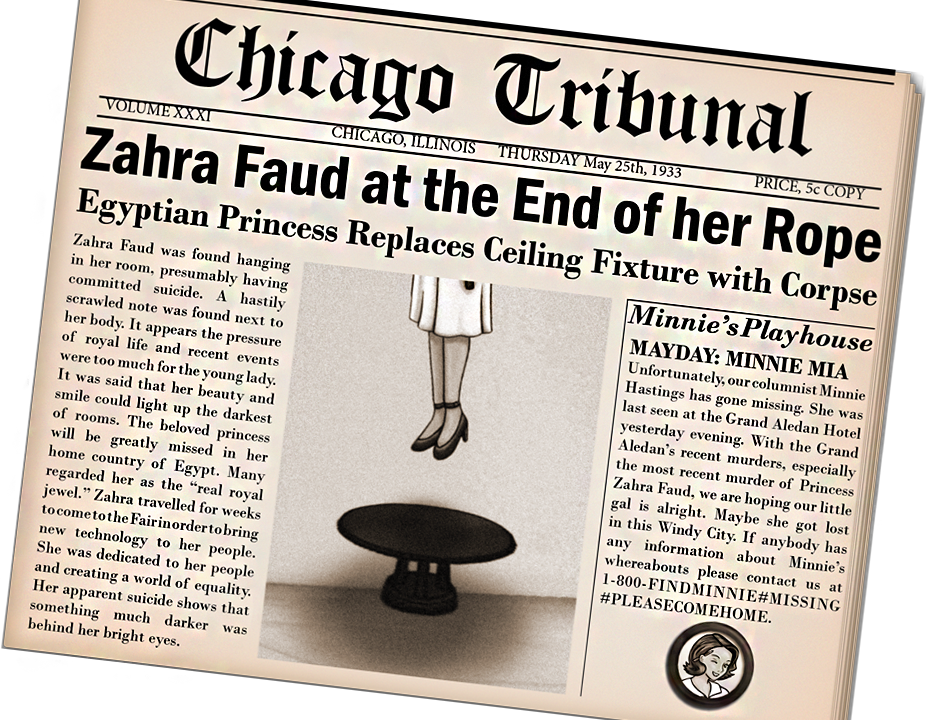 Chicago Tribunal
VOLUME XXXI
CHICAGO, ILLINOIS THURSDAY May 25th, 1933
PRICE, 5c COPY
Zahra Faud at the End of her Rope
Egyptian Princess Replaces Ceiling Fixture with Corpse
Zahra Faud was found hanging
in her room, presumably having
committed suicide. A hastily
scrawled note was found next to
her body. It appears the pressure
of royal life and recent events
were too much for the young lady.
It was said that her beauty and
smile could light up the darkest
of rooms. The beloved princess
will be greatly missed in her
home country of Egypt. Many
regarded her as the “real royal
jewel.” Zahra travelled for weeks
to come to the Fair in order to bring
new technology to her people.
She was dedicated to her people
and creating a world of equality.
Her apparent suicide shows that
something much darker was
behind her bright eyes.
Minnie's Playhouse
MAYDAY: MINNIE MIA
Unfortunately, our columnist Minnie
Hastings has gone missing. She was
last seen at the Grand Aledan Hotel
yesterday evening. With the Grand
Aledan's recent murders, especially
the most recent murder of Princess
Zahra Faud, we are hoping our little
gal is alright. Maybe she got lost
in this Windy City. If anybody has
any information about Minnie's
whereabouts please contact us at
1-800-FINDMINNIE#MISSING
#PLEASECOMEHOME.